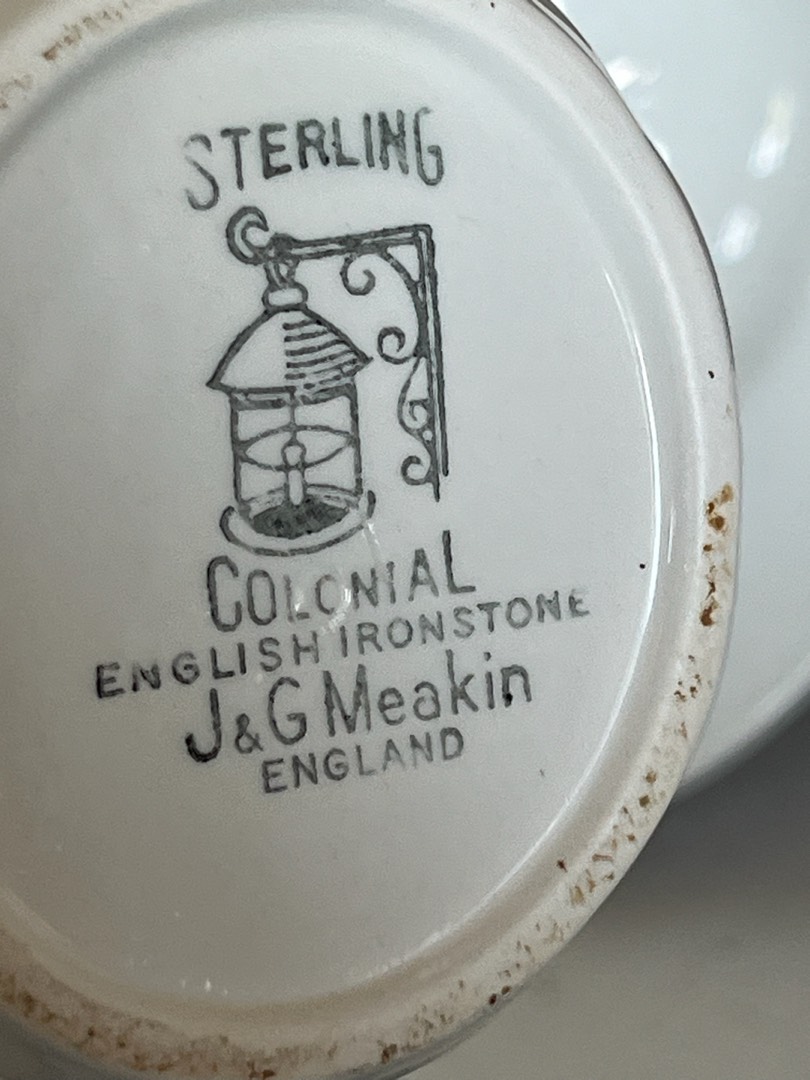 STERLING
COLONIAL
ENGLISH IRONSTONE
J&G Meakin
ENGLAND